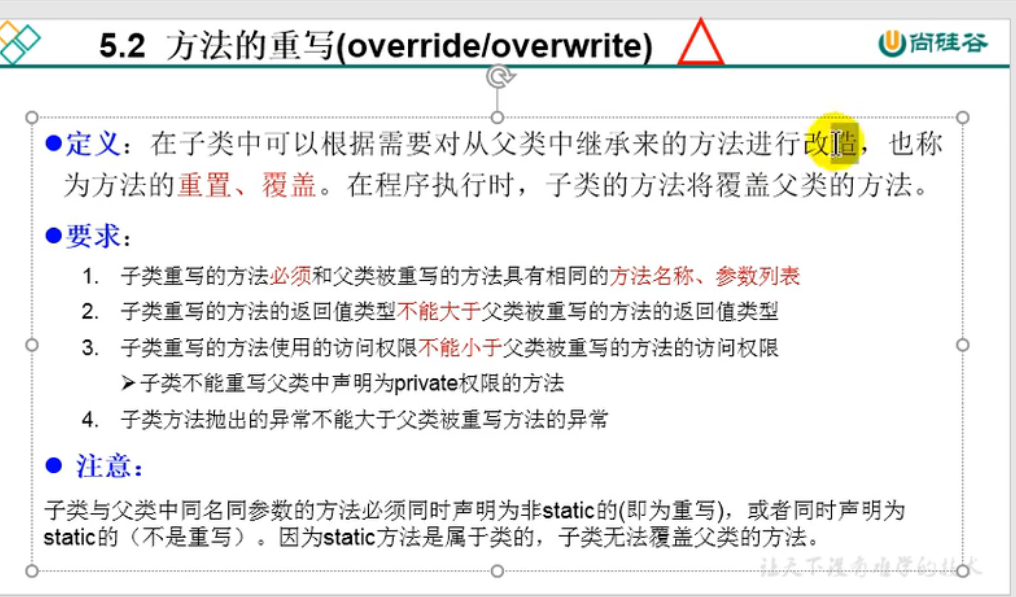 5.2 方法的重写(override/overwrite)
尚硅谷
●定义：在子类中可以根据需要对从父类中继承来的方法进行改造，也称
为方法的重置、覆盖。在程序执行时，子类的方法将覆盖父类的方法。
●要求：
1. 子类重写的方法必须和父类被重写的方法具有相同的方法名称、参数列表
2. 子类重写的方法的返回值类型不能大于父类被重写的方法的返回值类型
3. 子类重写的方法使用的访问权限不能小于父类被重写的方法的访问权限
➢子类不能重写父类中声明为private权限的方法
4. 子类方法抛出的异常不能大于父类被重写方法的异常
● 注意：
子类与父类中同名同参数的方法必须同时声明为非static的(即为重写)，或者同时声明为
static的（不是重写）。因为static方法是属于类的，子类无法覆盖父类的方法。
让天下没有难学的技术